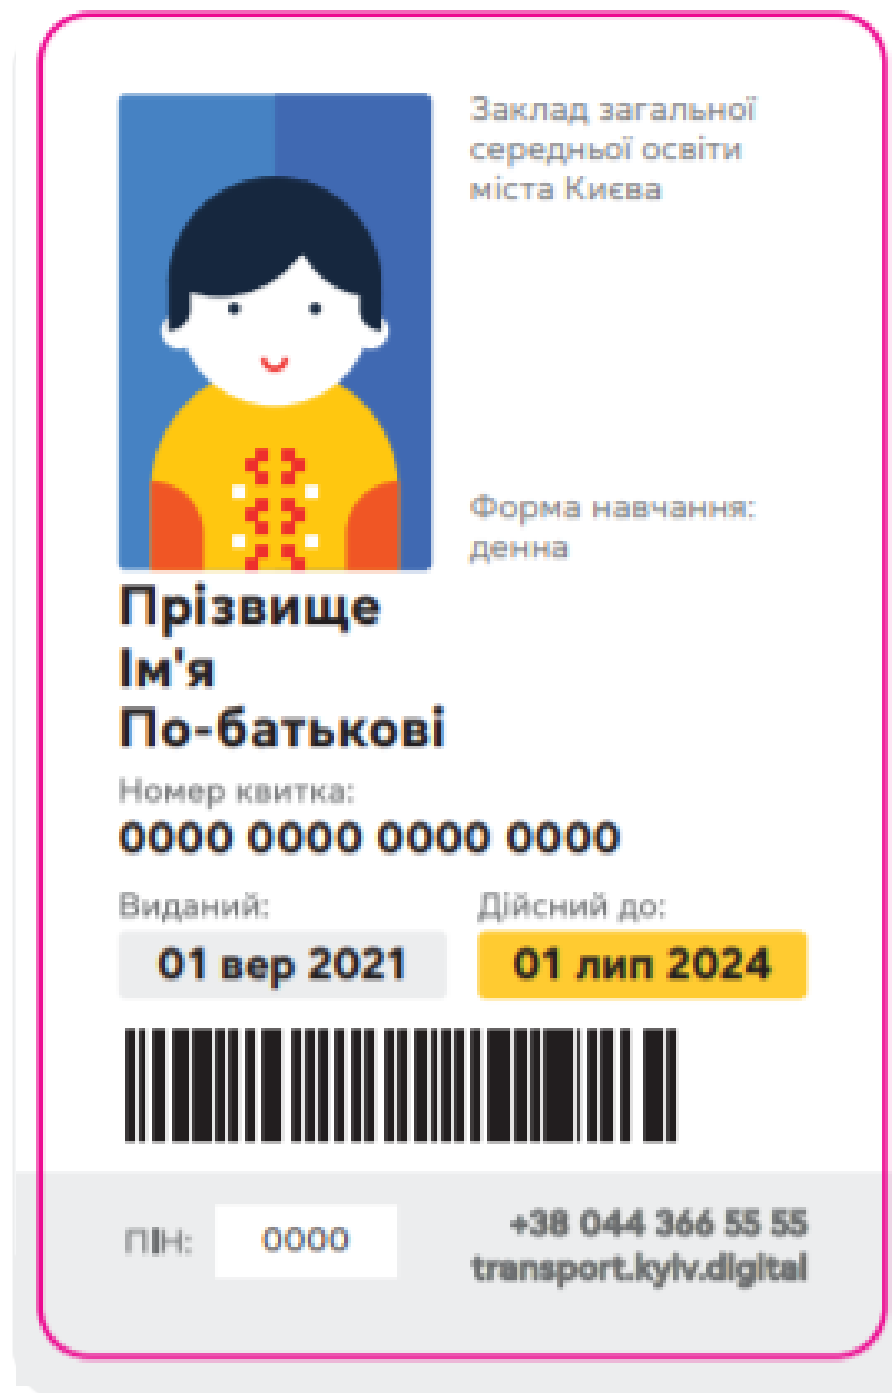 Заклад загальної
середньої освіти
міста Києва
Форма навчання:
денна
Прізвище
Ім'я
По-батькові
Номер квитка:
0000 0000 0000 0000
Виданий:
Дійсний до:
01 вер 2021
01 лип 2024
ПІН:
0000
+38 044 366 55 55
transport.kyiv.digital